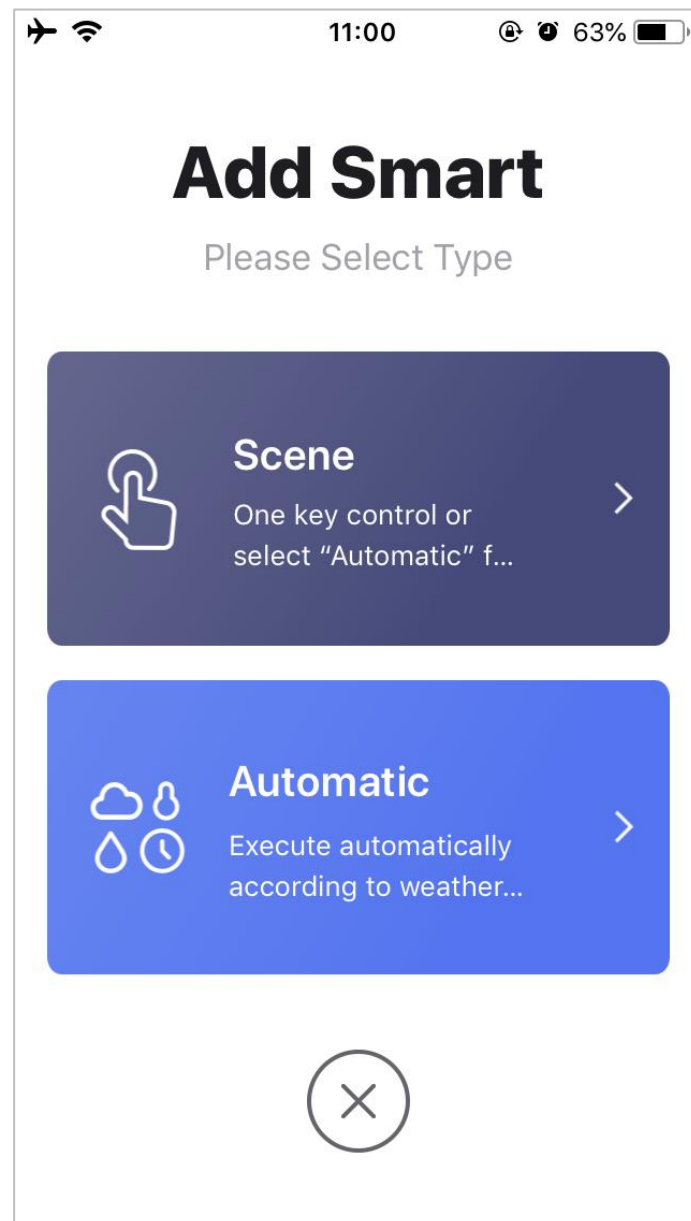 11:00 63%
Add Smart
Please Select Type
Scene
One key control or
select “Automatic” f...
Automatic
Execute automatically
according to weather...